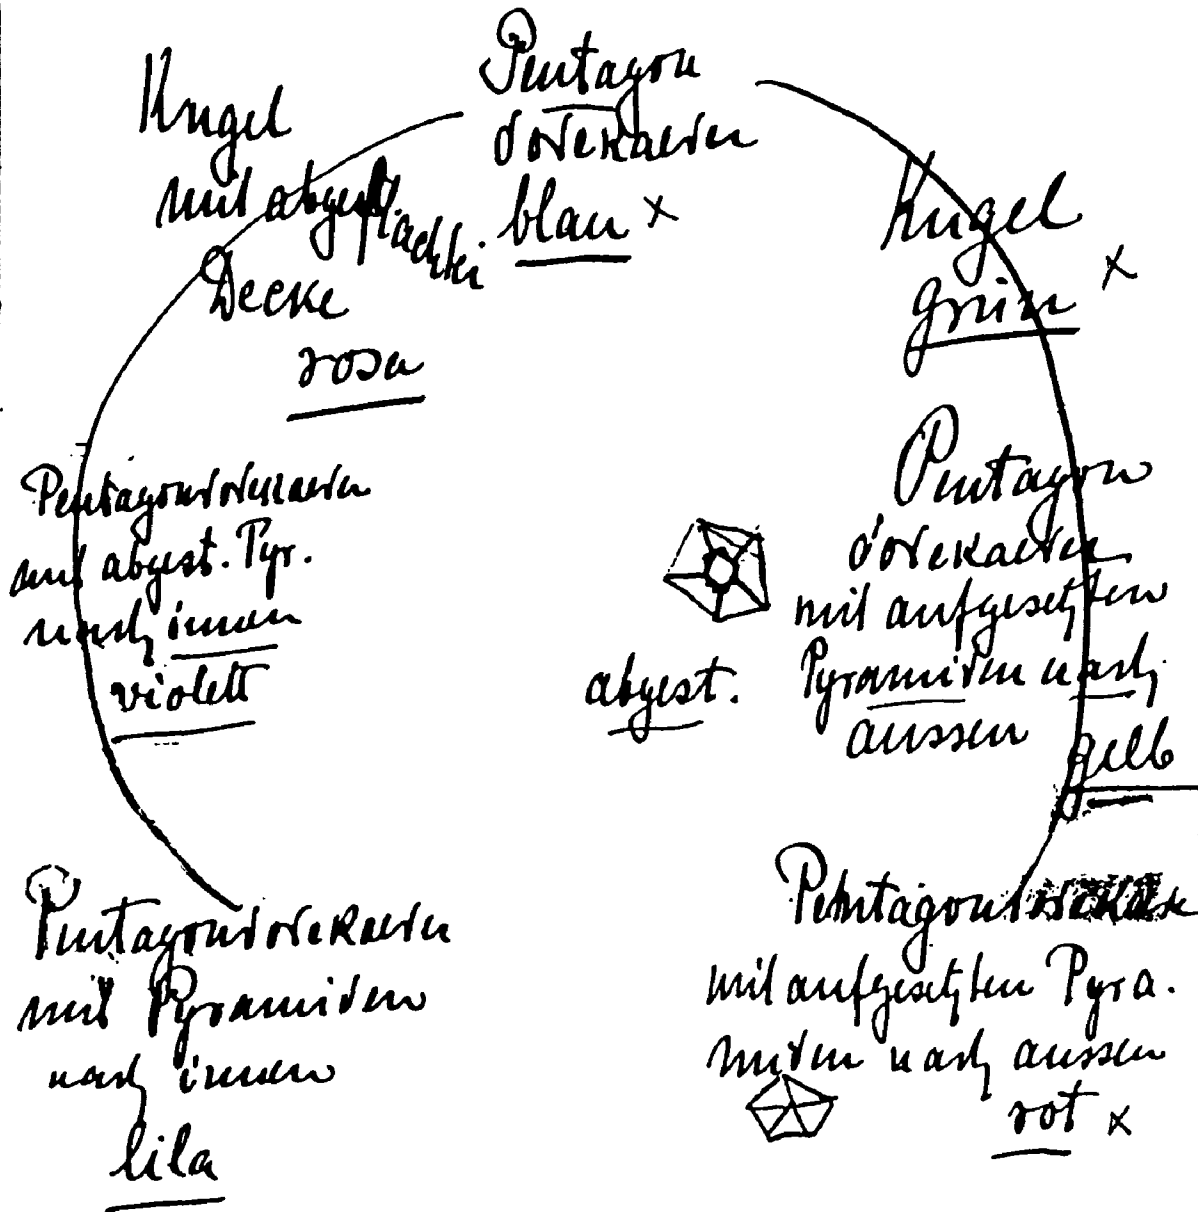 Pentagon
dodekaeder
blau x
Kugel
grün x
Pentagon
dodekaeder
mit aufgesetzten
Pyramiden nach
aussen
gelb
abgest.
Pentagondodekaeder
mit aufgesetzten Pyra-
miden nach aussen
rot x
Pentagondodekaeder
mit Pyramiden
nach innen
lila
Pentagondodekaeder
mit abgest. Pyr.
nach innen
violett
Kugel
mit abgeflachter
Decke
rosa